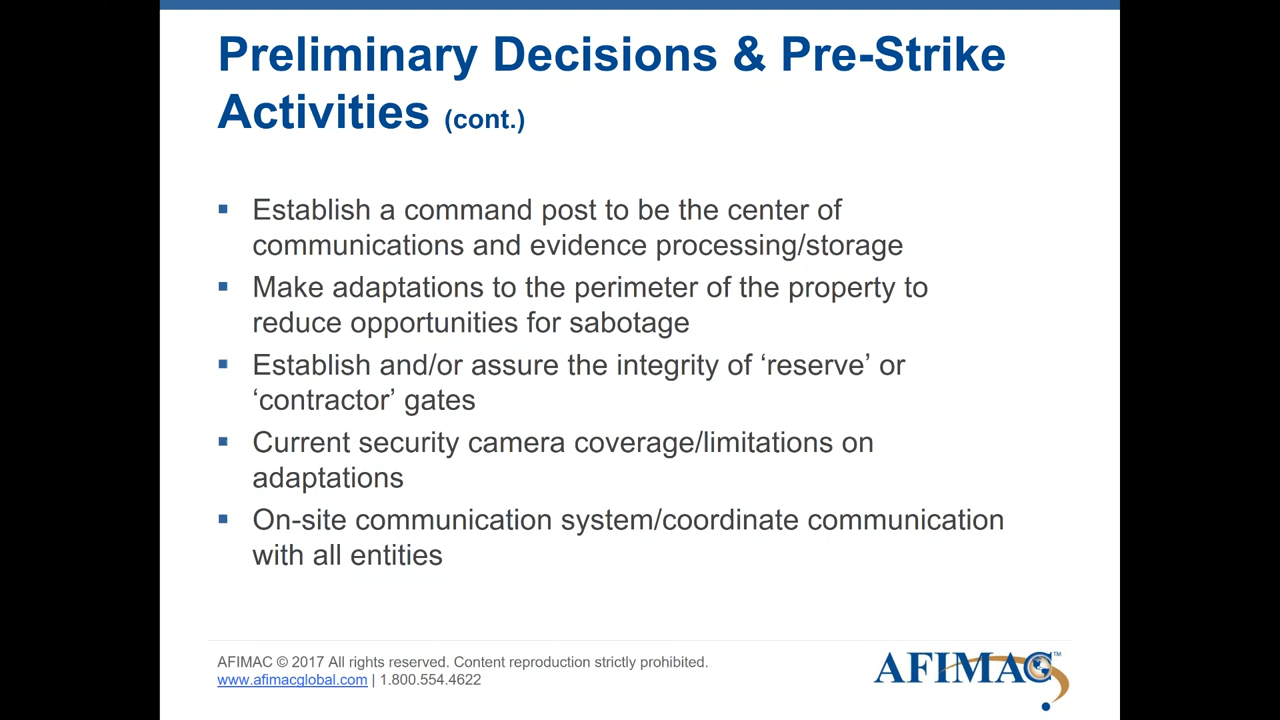 Preliminary Decisions & Pre-Strike
Activities (cont.)
▪ Establish a command post to be the center of
communications and evidence processing/storage
▪ Make adaptations to the perimeter of the property to
reduce opportunities for sabotage
▪ Establish and/or assure the integrity of ‘reserve’ or
‘contractor’ gates
▪ Current security camera coverage/limitations on
adaptations
▪ On-site communication system/coordinate communication
with all entities
AFIMAC © 2017 All rights reserved. Content reproduction strictly prohibited.
www.afimacglobal.com | 1.800.554.4622
AFIMAC™